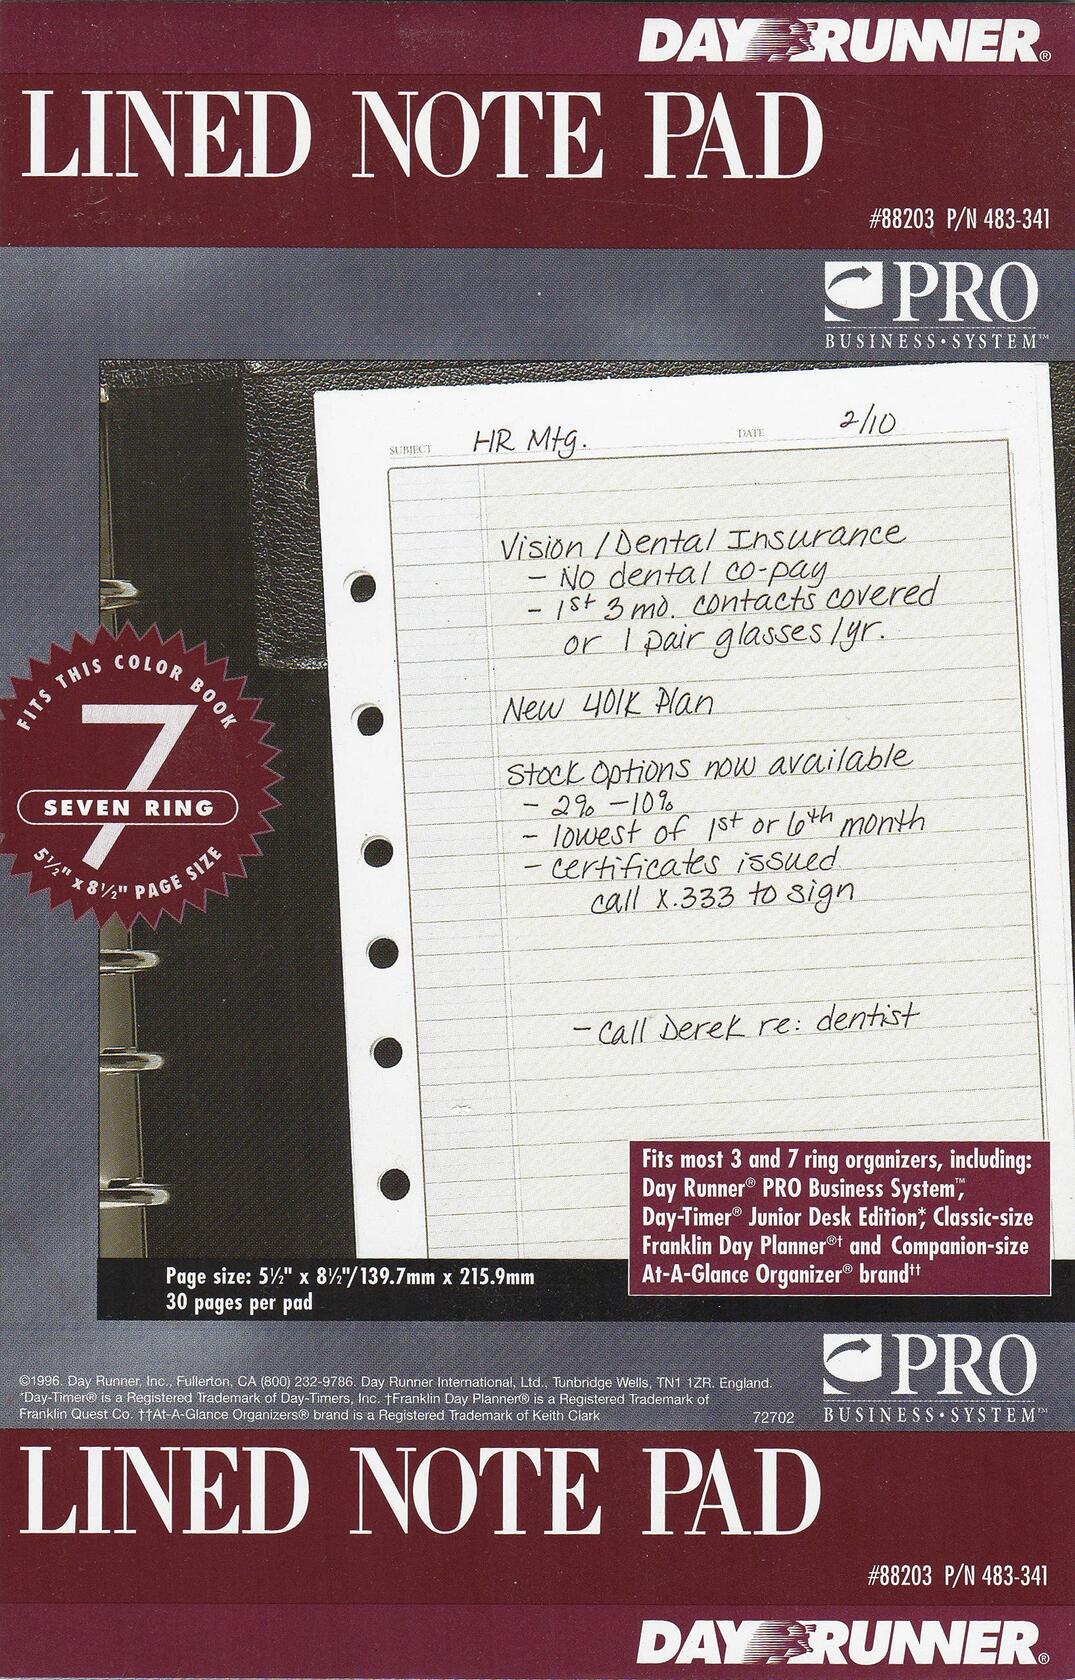 DAY RUNNER®
LINED NOTE PAD
#88203 P/N 483-341
PRO
BUSINESS•SYSTEM™
SUBJECT HR Mtg. DATE 2/10
Vision / Dental Insurance
- No dental co-pay
- 1st 3 mo. contacts covered
or 1 pair glasses/yr.
New 401K Plan
Stock Options now available
- 2% -10%
- lowest of 1st or 6th month
- certificates issued
call x.333 to sign
- Call Derek re: dentist
FITS THIS COLOR BOOK
7
SEVEN RING
5½" x 8½" PAGE SIZE
Fits most 3 and 7 ring organizers, including:
Day Runner® PRO Business System™,
Day-Timer® Junior Desk Edition*, Classic-size
Franklin Day Planner®† and Companion-size
At-A-Glance Organizer® brand††
Page size: 5½" x 8½"/139.7mm x 215.9mm
30 pages per pad
PRO
BUSINESS•SYSTEM™
©1996. Day Runner, Inc., Fullerton, CA (800) 232-9786. Day Runner International, Ltd., Tunbridge Wells, TN1 1ZR. England.
*Day-Timer® is a Registered Trademark of Day-Timers, Inc. †Franklin Day Planner® is a Registered Trademark of
Franklin Quest Co. ††At-A-Glance Organizers® brand is a Registered Trademark of Keith Clark
72702
LINED NOTE PAD
#88203 P/N 483-341
DAY RUNNER®